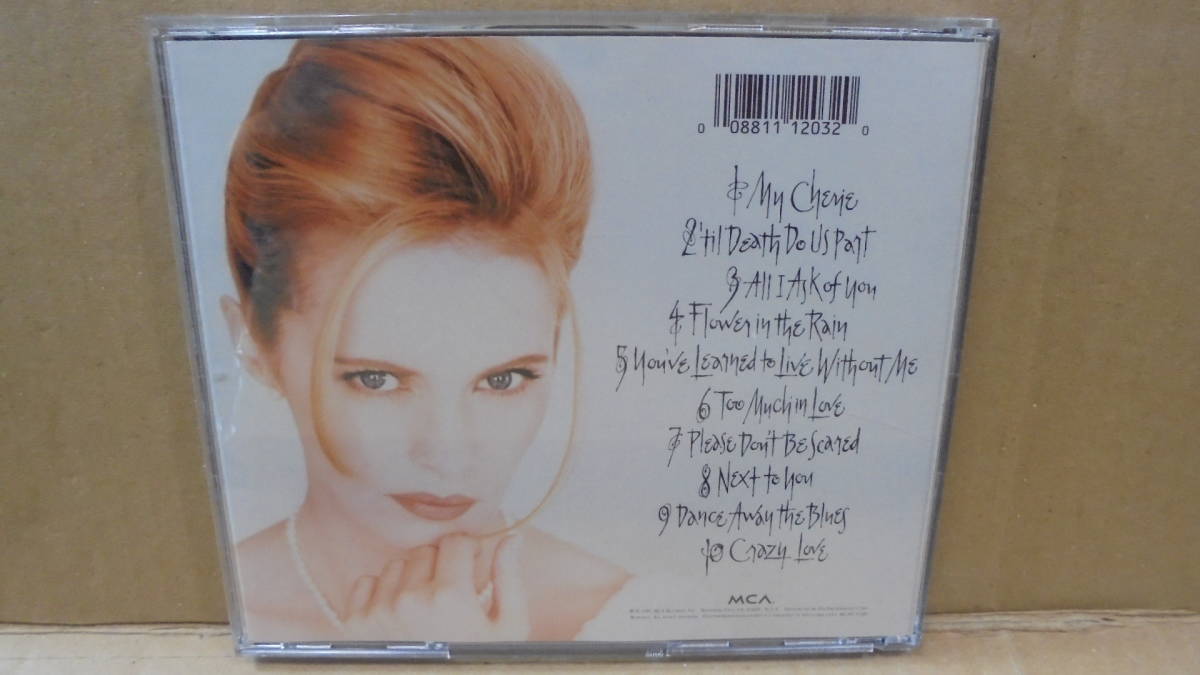 0 08811 12032 0
1 My Cherie
2 'til Death Do Us Part
3 All I Ask of You
4 Flower in the Rain
5 You've Learned to Live Without Me
6 Too Much in Love
7 Please Don't Be Scared
8 Next to You
9 Dance Away the Blues
10 Crazy Love
MCA